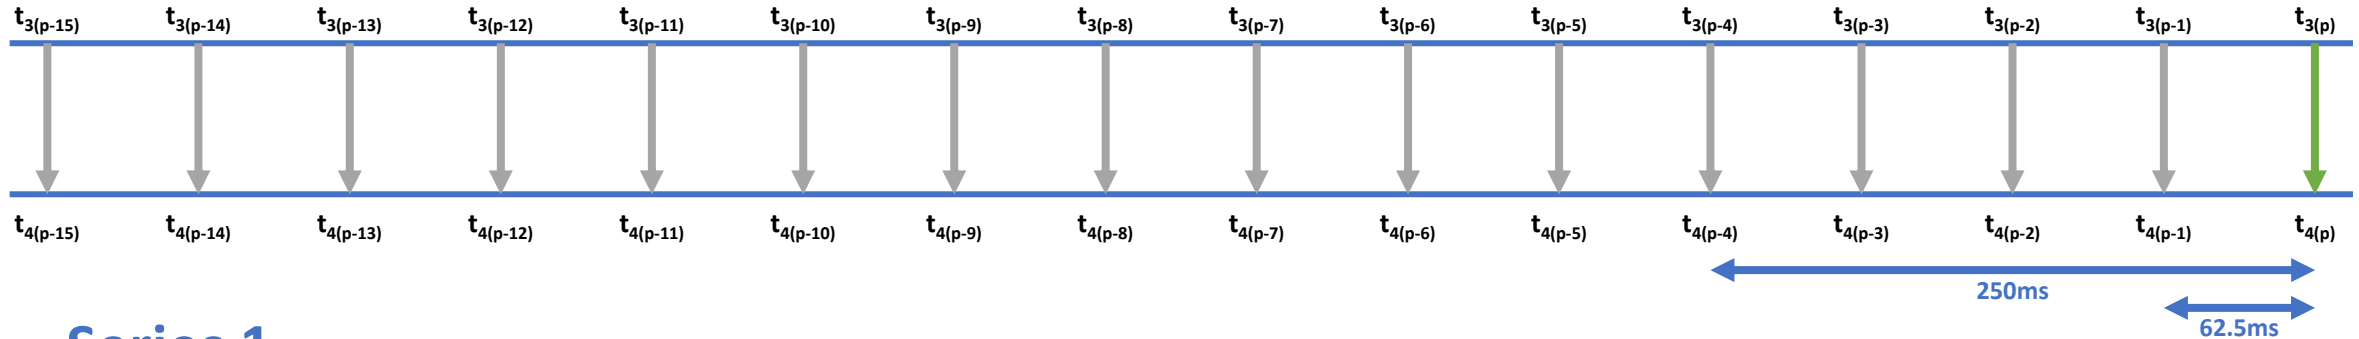 t3(p-15) t3(p-14) t3(p-13) t3(p-12) t3(p-11) t3(p-10) t3(p-9) t3(p-8) t3(p-7) t3(p-6) t3(p-5) t3(p-4) t3(p-3) t3(p-2) t3(p-1) t3(p)
t4(p-15) t4(p-14) t4(p-13) t4(p-12) t4(p-11) t4(p-10) t4(p-9) t4(p-8) t4(p-7) t4(p-6) t4(p-5) t4(p-4) t4(p-3) t4(p-2) t4(p-1) t4(p)
250ms
62.5ms
Series 1